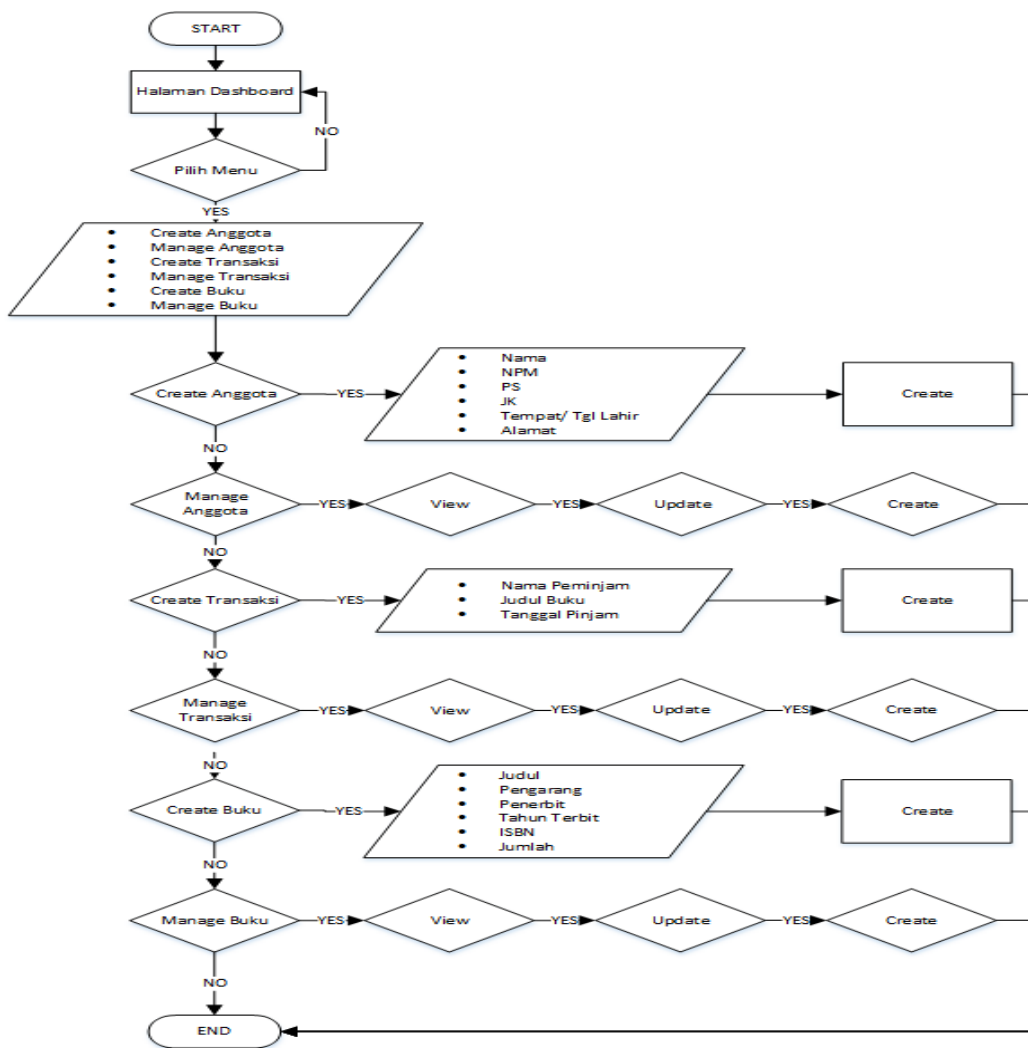 START
Halaman Dashboard
NO
Pilih Menu
YES
• Create Anggota
• Manage Anggota
• Create Transaksi
• Manage Transaksi
• Create Buku
• Manage Buku
Create Anggota
YES
• Nama
• NPM
• PS
• JK
• Tempat/ Tgl Lahir
• Alamat
Create
NO
Manage
Anggota
YES
View
YES
Update
YES
Create
NO
Create Transaksi
YES
• Nama Peminjam
• Judul Buku
• Tanggal Pinjam
Create
NO
Manage
Transaksi
YES
View
YES
Update
YES
Create
NO
Create Buku
YES
• Judul
• Pengarang
• Penerbit
• Tahun Terbit
• ISBN
• Jumlah
Create
NO
Manage Buku
YES
View
YES
Update
YES
Create
NO
END